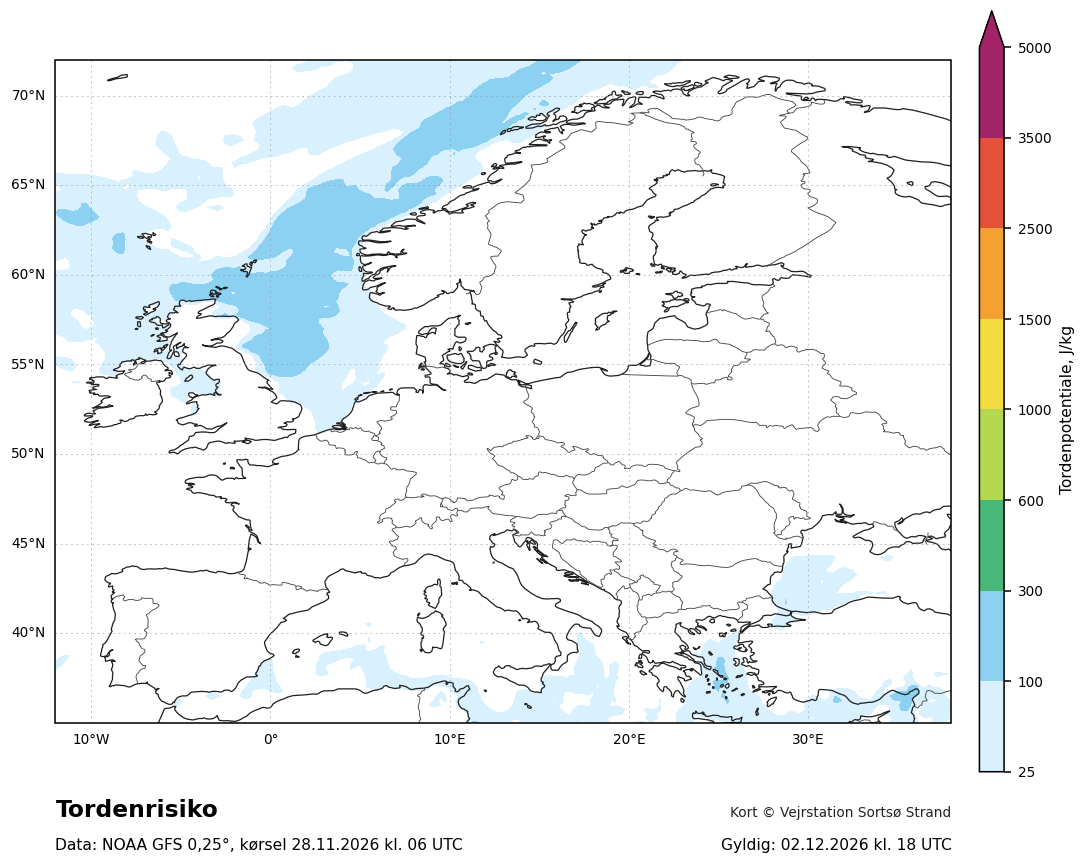 70°N
65°N
60°N
55°N
50°N
45°N
40°N
10°W
0°
10°E
20°E
30°E
5000
3500
2500
1500
1000
600
300
100
25
Tordenpotentiale, J/kg
Tordenrisiko
Kort © Vejrstation Sortsø Strand
Data: NOAA GFS 0,25°, kørsel 28.11.2026 kl. 06 UTC
Gyldig: 02.12.2026 kl. 18 UTC